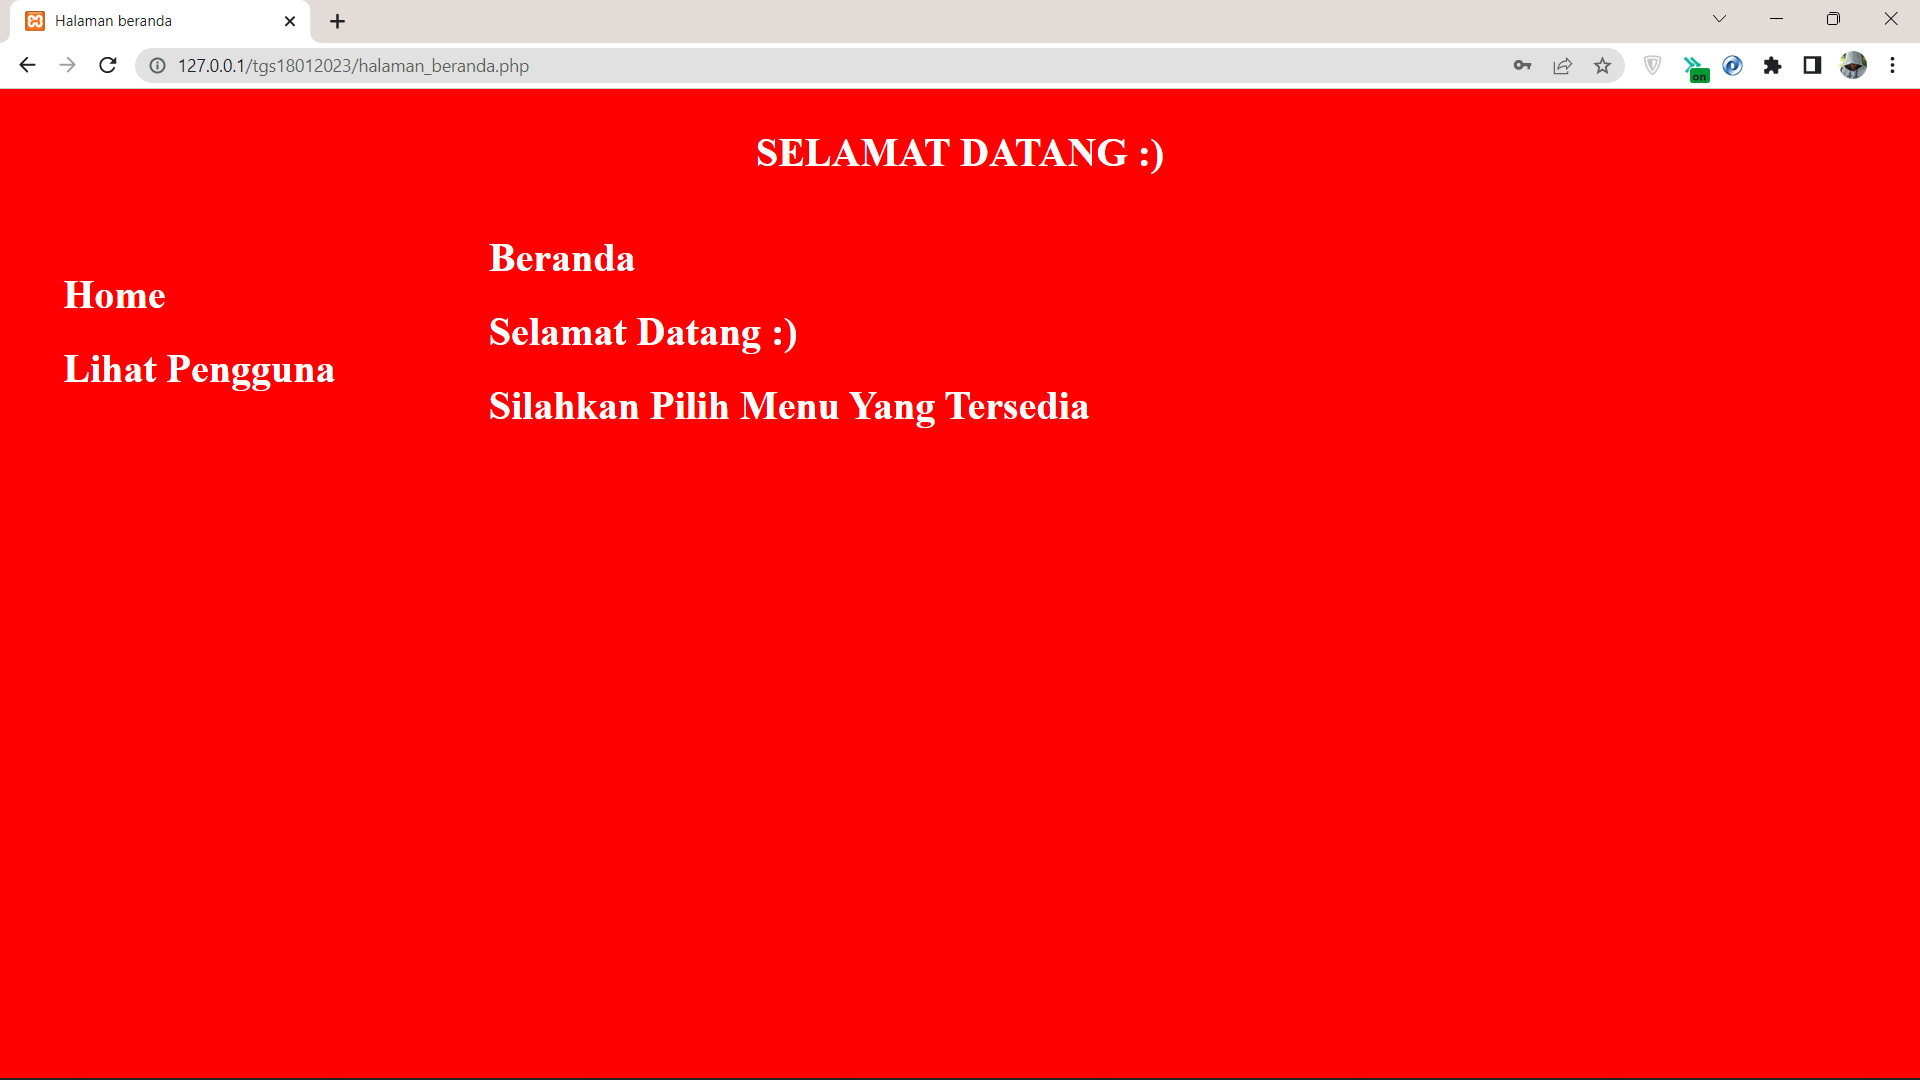 Halaman beranda
127.0.0.1/tgs18012023/halaman_beranda.php
on
SELAMAT DATANG :)
Home
Lihat Pengguna
Beranda
Selamat Datang :)
Silahkan Pilih Menu Yang Tersedia